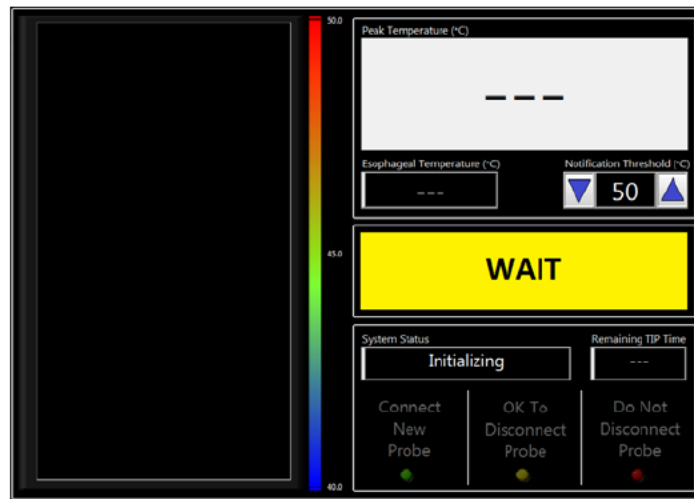 50.0
45.0
40.0
Peak Temperature (°C)
---
Esophageal Temperature (°C)
---
Notification Threshold (°C)
50
WAIT
System Status
Initializing
Remaining TIP Time
---
Connect
New
Probe
OK To
Disconnect
Probe
Do Not
Disconnect
Probe